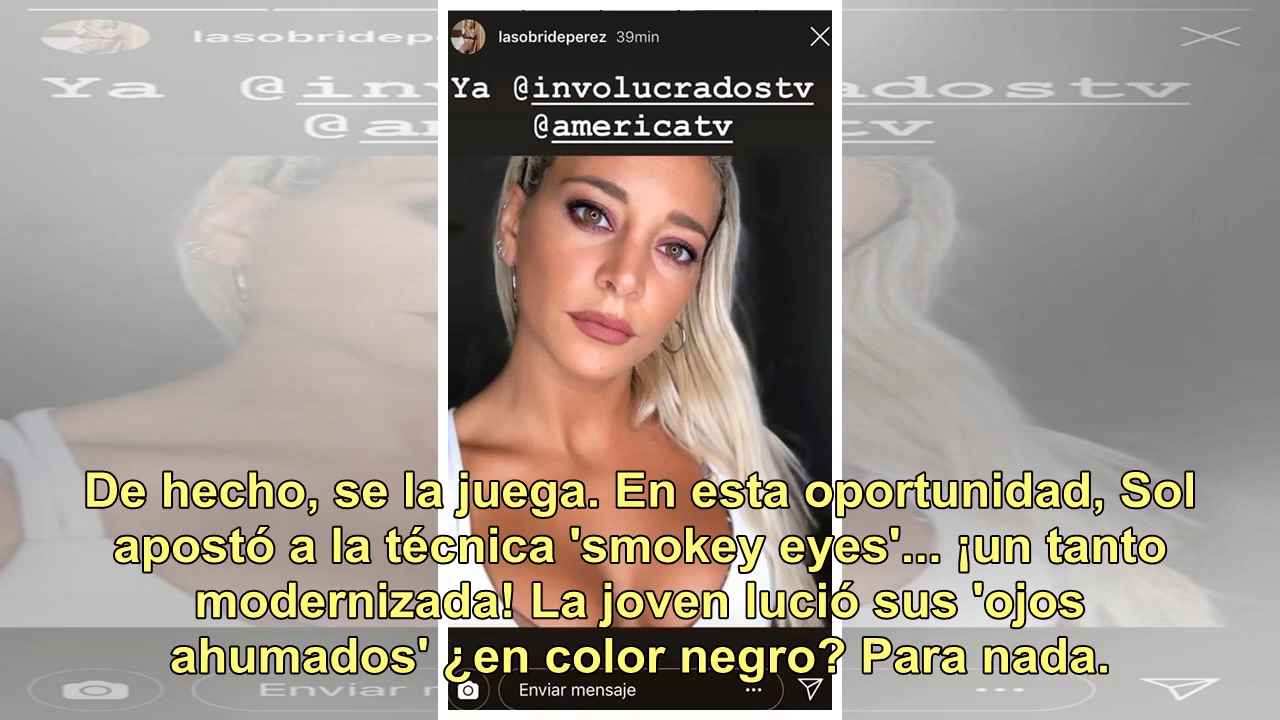 lasobrideperez 39min
Ya @involucradostv
@americatv
De hecho, se la juega. En esta oportunidad, Sol
apostó a la técnica 'smokey eyes'... ¡un tanto
modernizada! La joven lució sus 'ojos
ahumados' ¿en color negro? Para nada.
Enviar mensaje